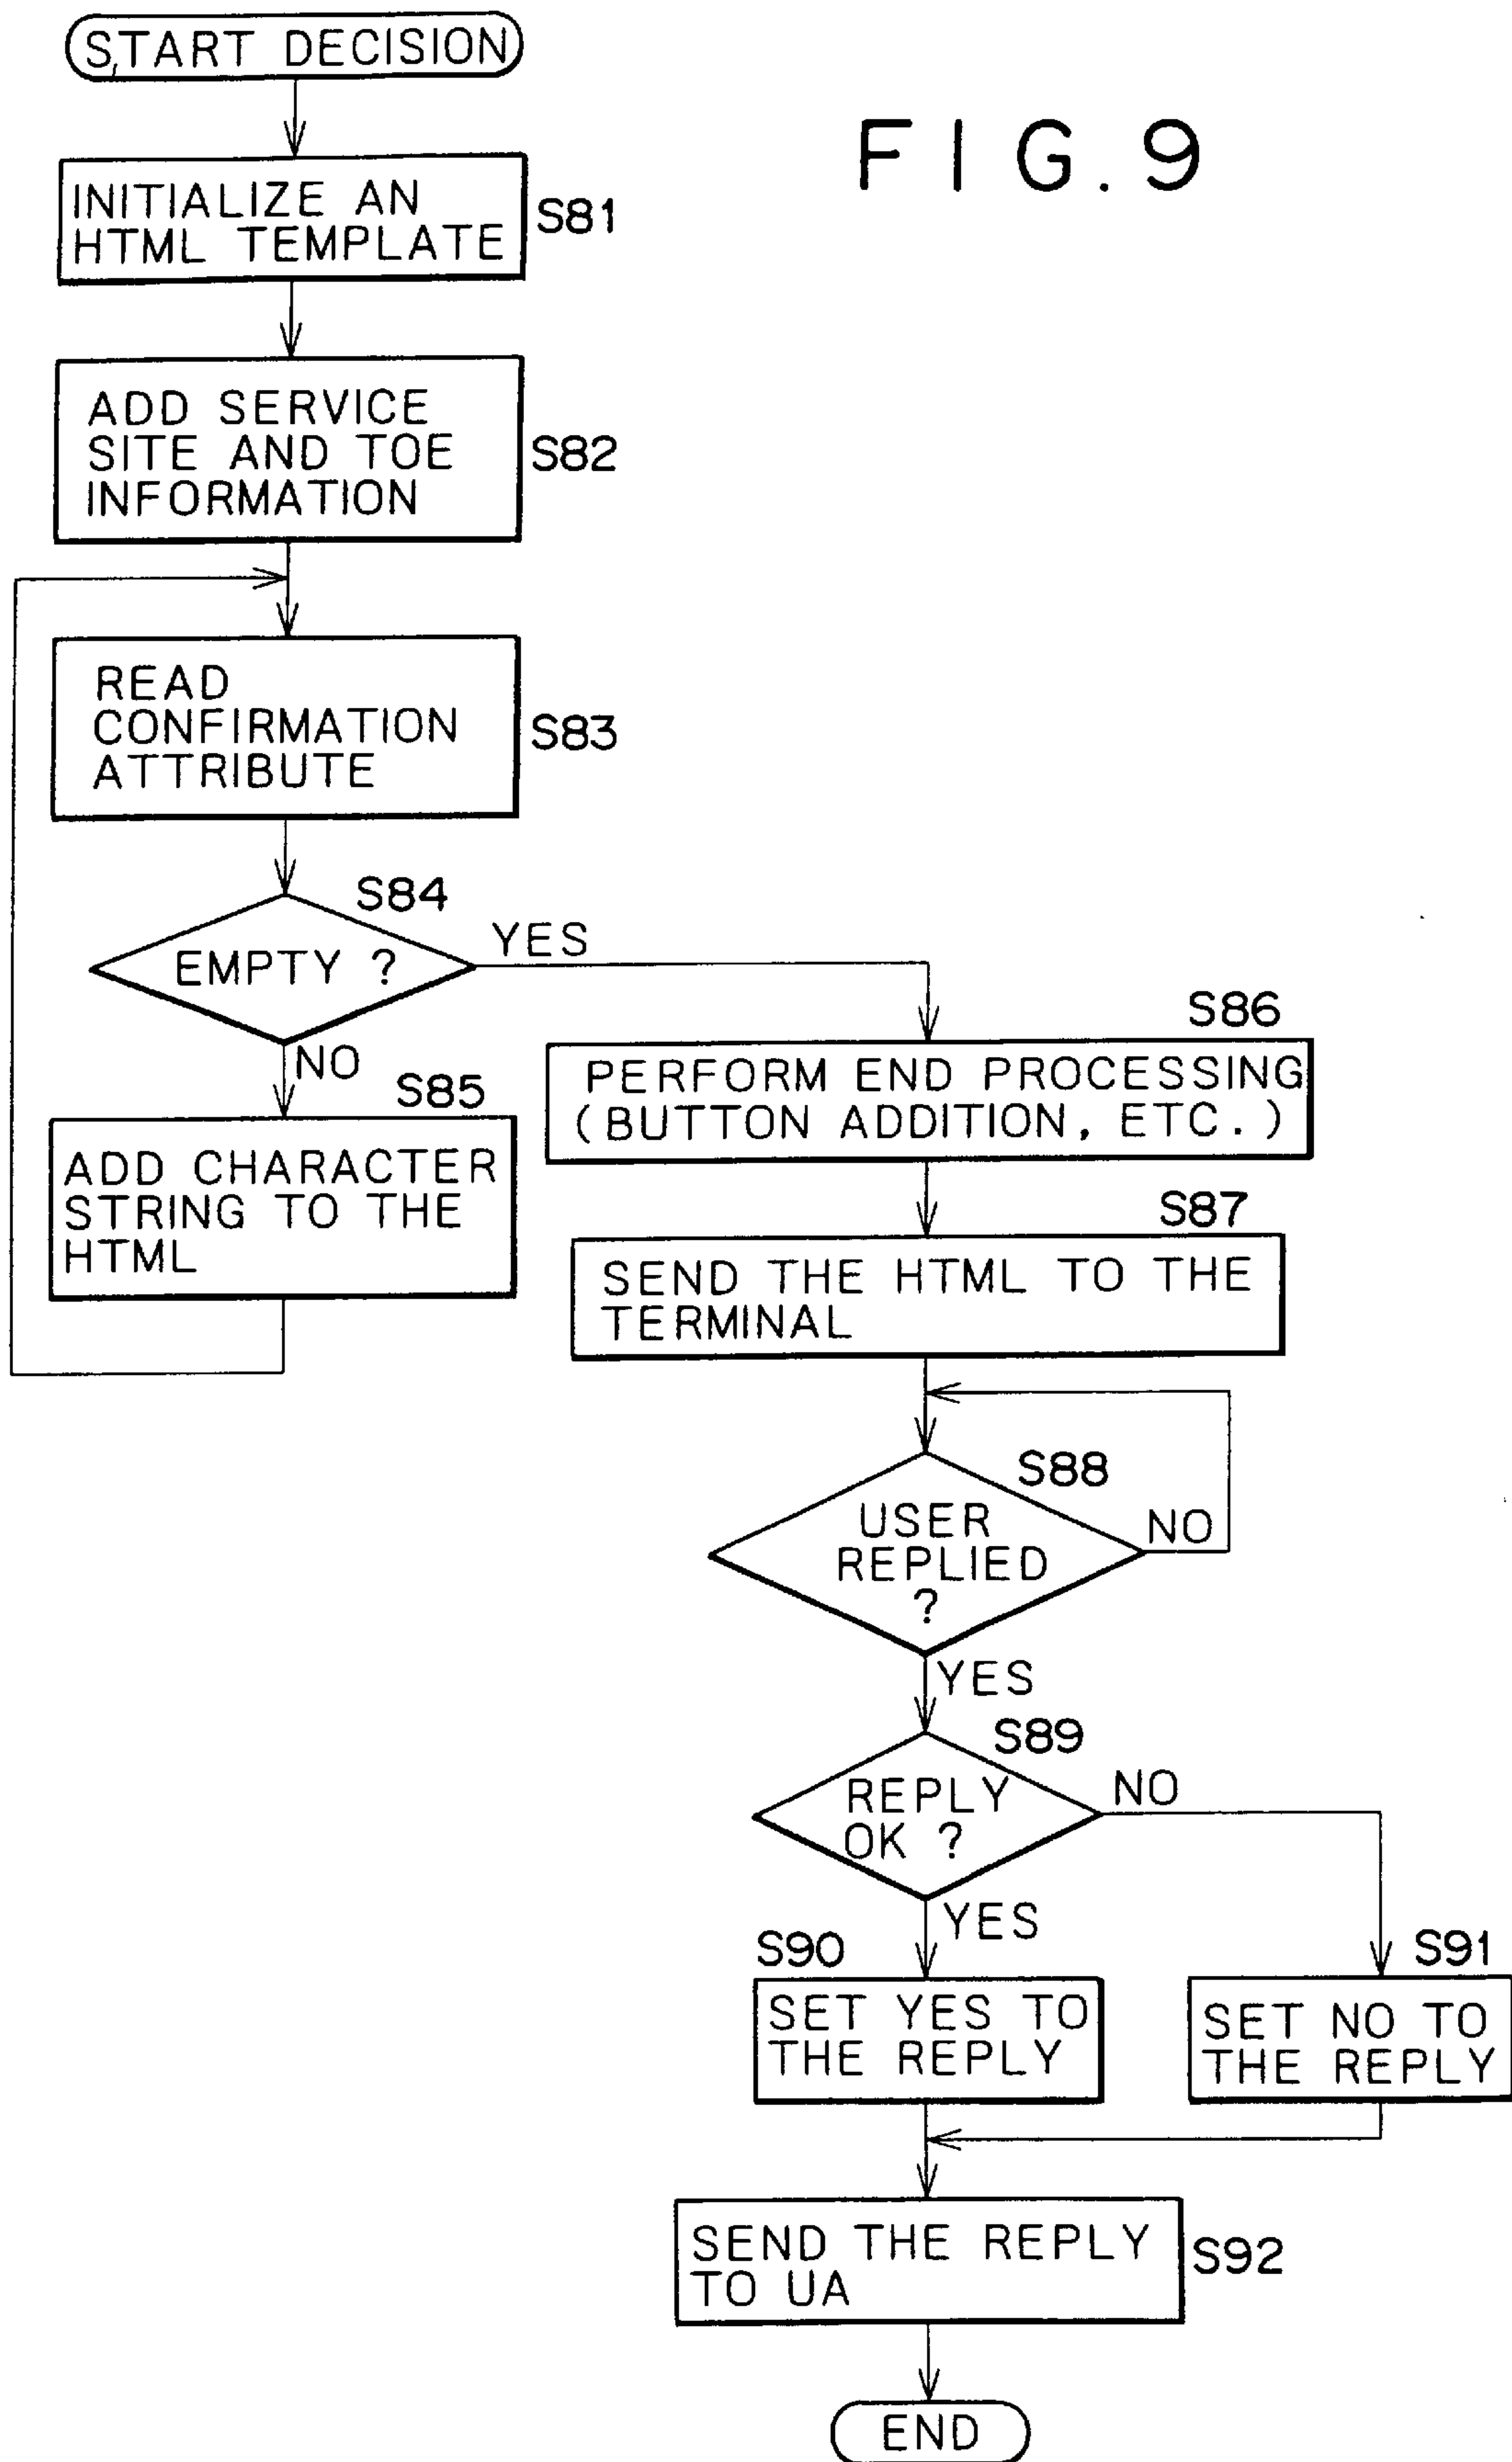 START DECISION
FIG.9
INITIALIZE AN
HTML TEMPLATE
S81
ADD SERVICE
SITE AND TOE
INFORMATION
S82
READ
CONFIRMATION
ATTRIBUTE
S83
S84
EMPTY ?
YES
NO
S85
ADD CHARACTER
STRING TO THE
HTML
S86
PERFORM END PROCESSING
(BUTTON ADDITION, ETC.)
S87
SEND THE HTML TO THE
TERMINAL
S88
USER
REPLIED
?
NO
YES
S89
REPLY
OK ?
NO
YES
S90
SET YES TO
THE REPLY
S91
SET NO TO
THE REPLY
SEND THE REPLY
TO UA
S92
END